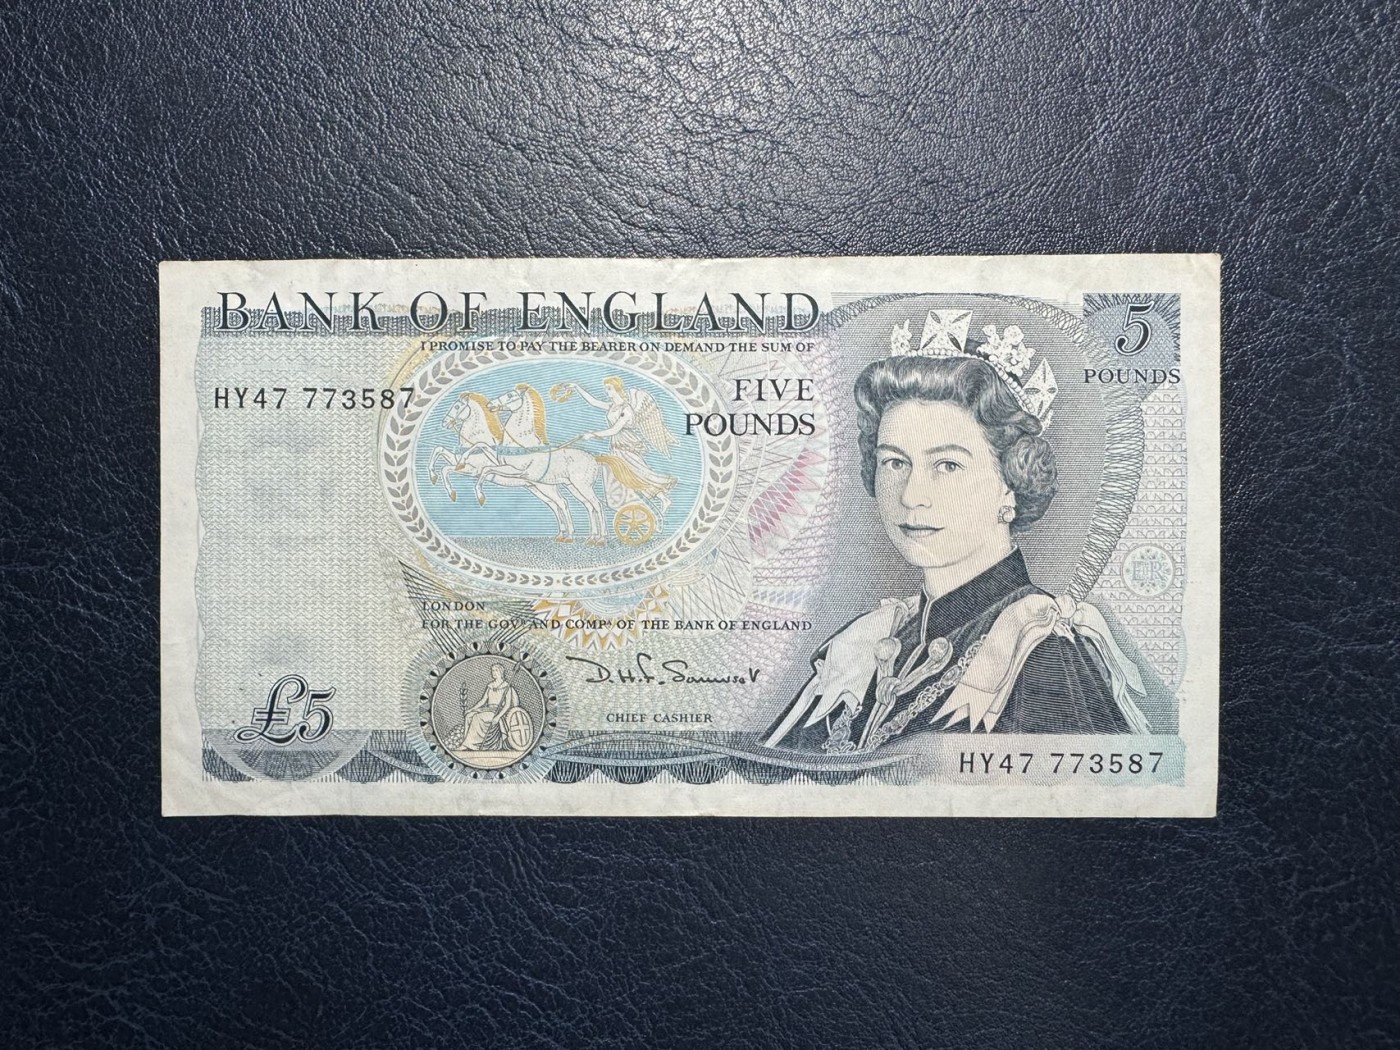 BANK OF ENGLAND
I PROMISE TO PAY THE BEARER ON DEMAND THE SUM OF
5
POUNDS
HY47 773587
FIVE
POUNDS
ER
LONDON
FOR THE GOVR AND COMPA OF THE BANK OF ENGLAND
D.H.F. Somerset
CHIEF CASHIER
£5
HY47 773587